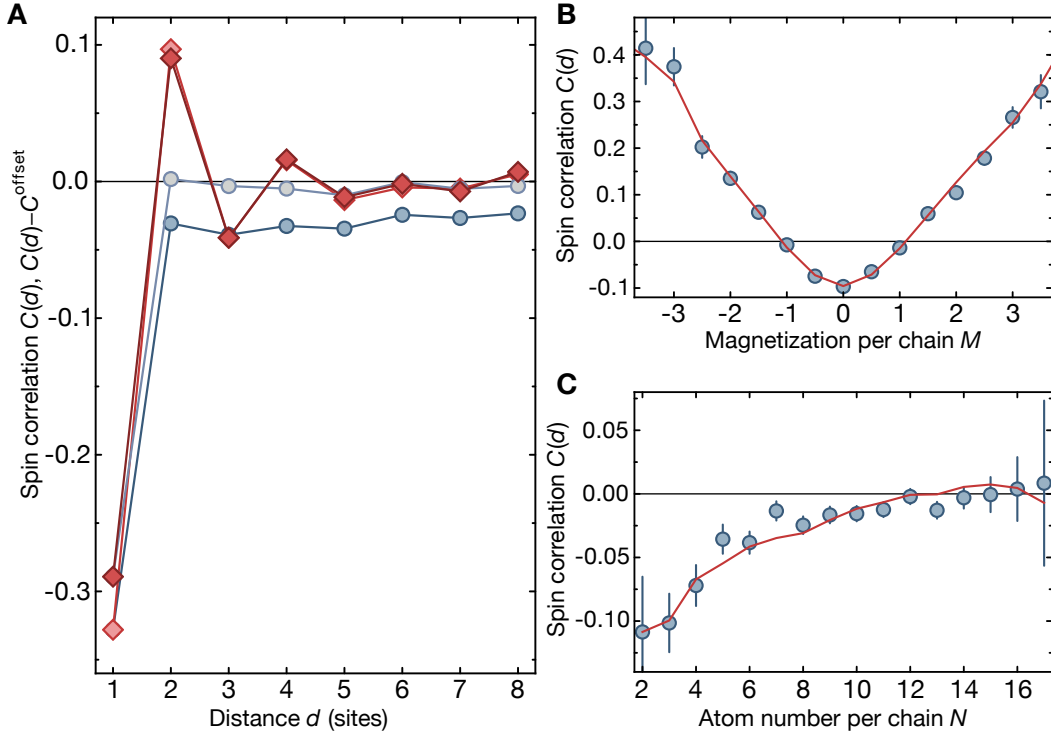 A
Spin correlation C(d), C(d)–C^offset
0.1
0.0
-0.1
-0.2
-0.3
1 2 3 4 5 6 7 8
Distance d (sites)
B
Spin correlation C(d)
0.4
0.3
0.2
0.1
0.0
-0.1
-3 -2 -1 0 1 2 3
Magnetization per chain M
C
Spin correlation C(d)
0.05
0.00
-0.05
-0.10
2 4 6 8 10 12 14 16
Atom number per chain N